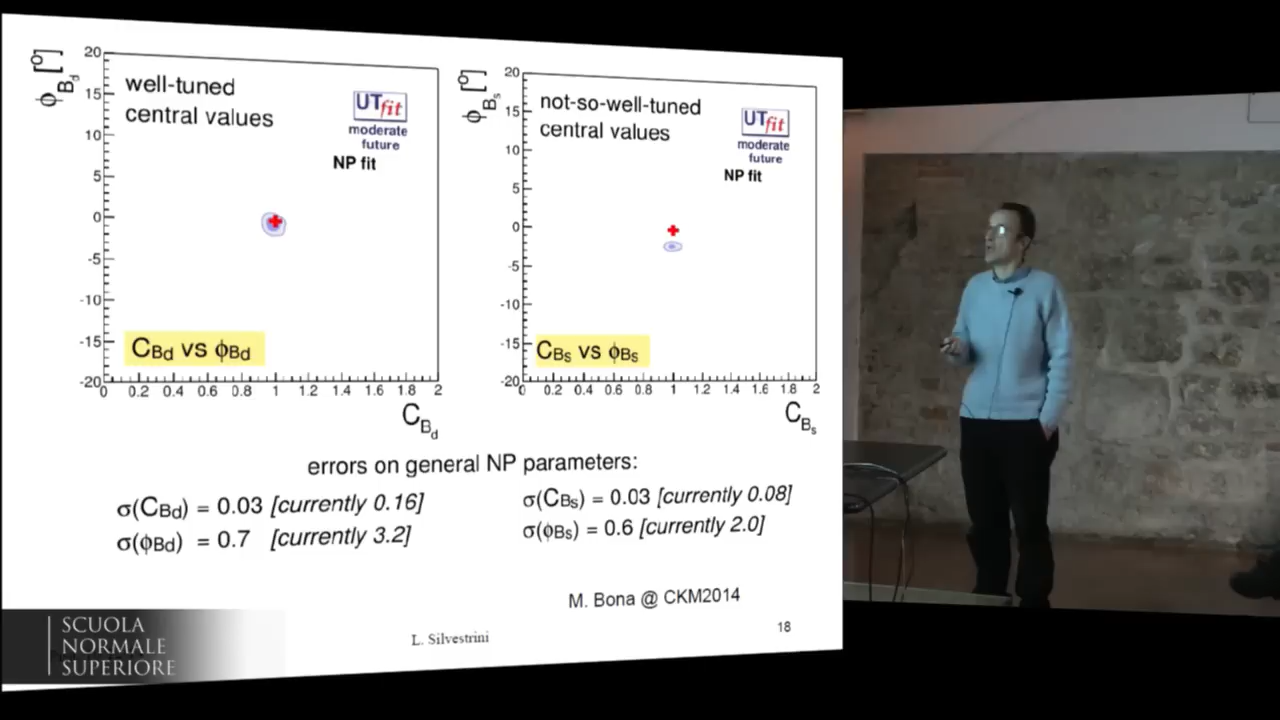 ϕBd [º]
20
15
10
5
0
-5
-10
-15
-20
well-tuned
central values
UTfit
moderate
future
NP fit
CBd vs ϕBd
0 0.2 0.4 0.6 0.8 1 1.2 1.4 1.6 1.8 2
CBd
ϕBs [º]
20
15
10
5
0
-5
-10
-15
-20
not-so-well-tuned
central values
UTfit
moderate
future
NP fit
CBs vs ϕBs
0 0.2 0.4 0.6 0.8 1 1.2 1.4 1.6 1.8 2
CBs
errors on general NP parameters:
σ(CBd) = 0.03 [currently 0.16]
σ(ϕBd) = 0.7 [currently 3.2]
σ(CBs) = 0.03 [currently 0.08]
σ(ϕBs) = 0.6 [currently 2.0]
M. Bona @ CKM2014
L. Silvestrini
18
SCUOLA
NORMALE
SUPERIORE